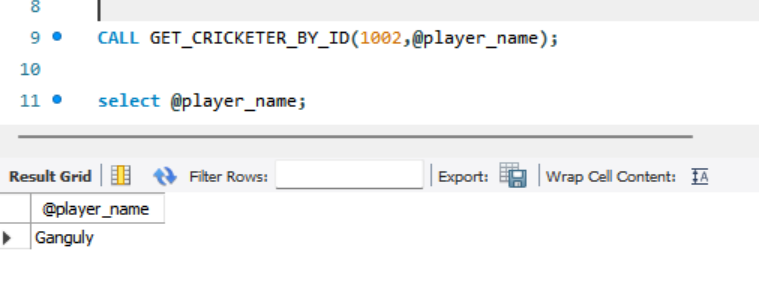 8
9 CALL GET_CRICKETER_BY_ID(1002,@player_name);
10
11 select @player_name;
Result Grid Filter Rows: Export: Wrap Cell Content: IA
@player_name
Ganguly